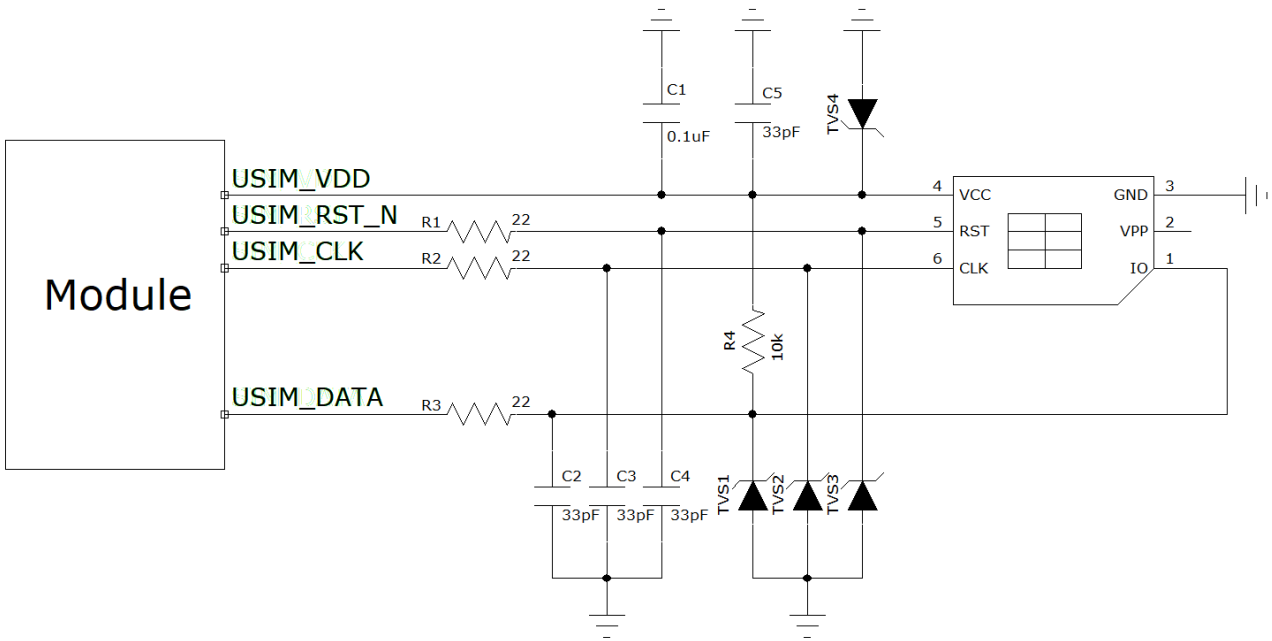 C1
0.1uF
C5
33pF
TVS4
USIM_VDD
USIM_RST_N
USIM_CLK
R1
22
R2
22
4
VCC
GND
3
5
RST
VPP
2
6
CLK
IO
1
Module
R4
10k
USIM_DATA
R3
22
C2
33pF
C3
33pF
C4
33pF
TVS1
TVS2
TVS3